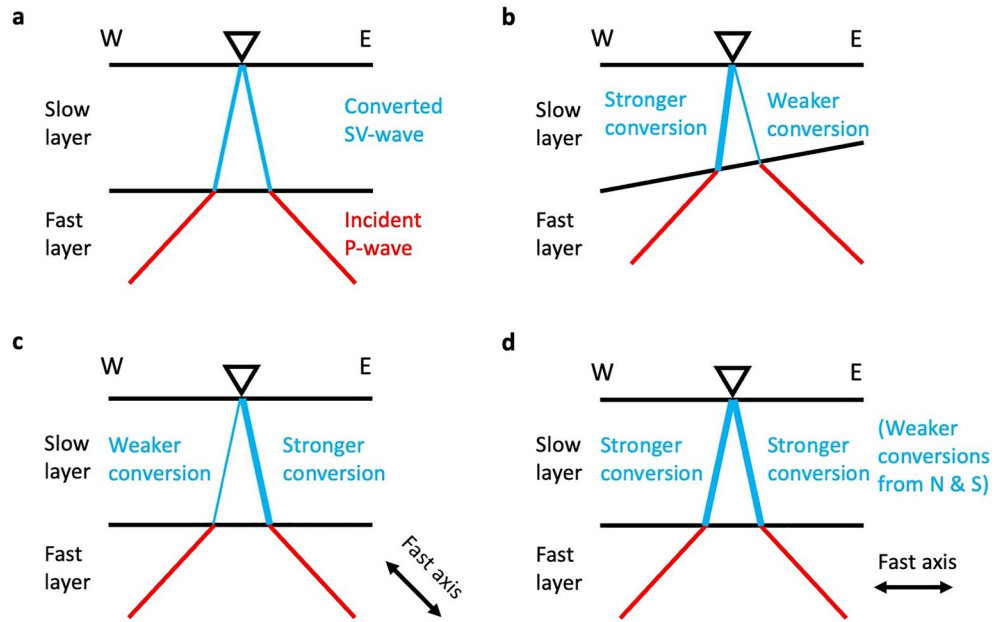 a
W
E
Slow
layer
Converted
SV-wave
Fast
layer
Incident
P-wave
b
W
E
Slow
layer
Stronger
conversion
Weaker
conversion
Fast
layer
c
W
E
Slow
layer
Weaker
conversion
Stronger
conversion
Fast
layer
Fast axis
d
W
E
Slow
layer
Stronger
conversion
Stronger
conversion
(Weaker
conversions
from N & S)
Fast
layer
Fast axis